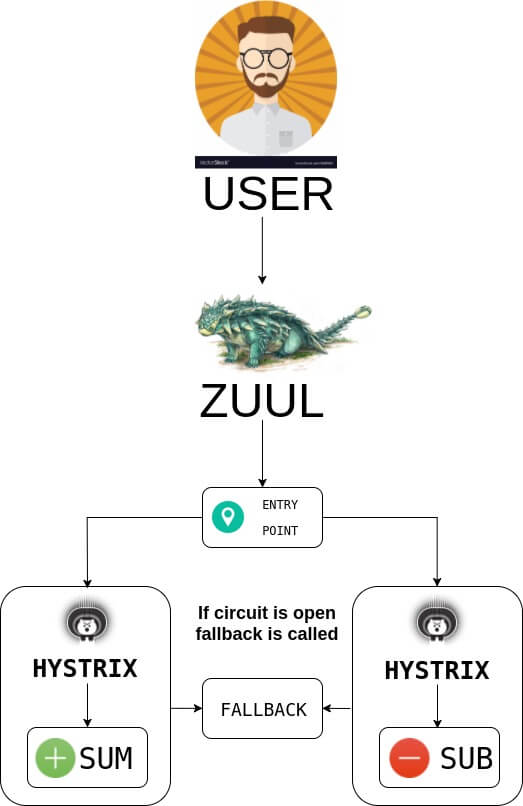 VectorStock
USER
ZUUL
ENTRY
POINT
If circuit is open
fallback is called
HYSTRIX
HYSTRIX
FALLBACK
SUM
SUB